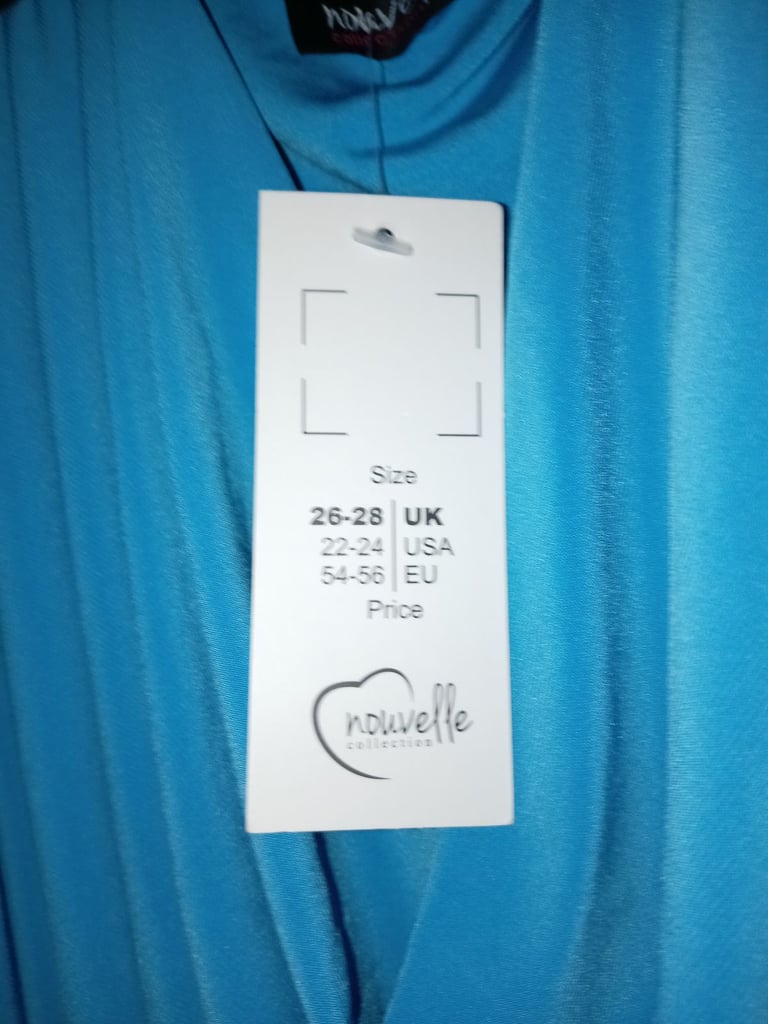 Size
26-28 UK
22-24 USA
54-56 EU
Price
nouvelle
collection